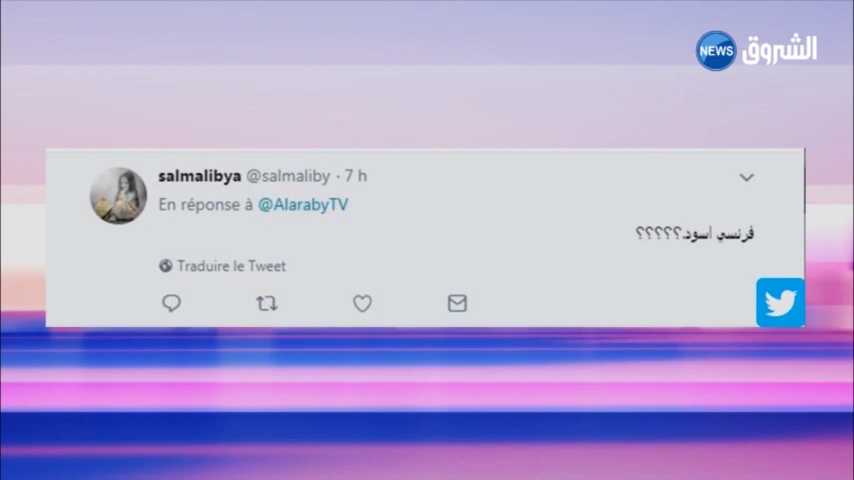 NEWS الشروق
salmalibya @salmaliby · 7 h
En réponse à @AlarabyTV
فرنسي أسود.؟؟؟؟؟
Traduire le Tweet